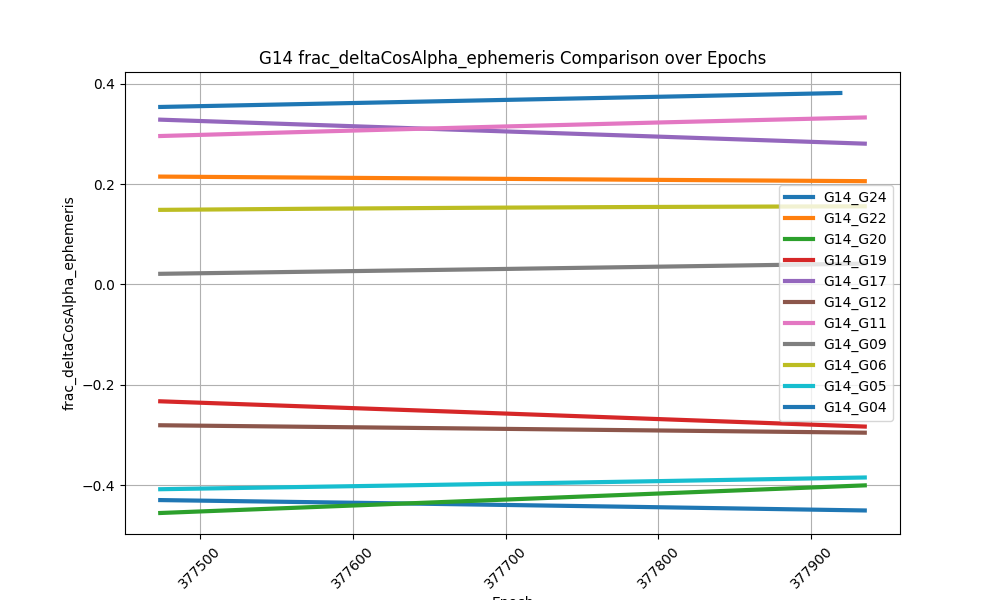 G14 frac_deltaCosAlpha_ephemeris Comparison over Epochs
frac_deltaCosAlpha_ephemeris
0.4
0.2
0.0
−0.2
−0.4
G14_G24
G14_G22
G14_G20
G14_G19
G14_G17
G14_G12
G14_G11
G14_G09
G14_G06
G14_G05
G14_G04
377500
377600
377700
377800
377900
Epoch